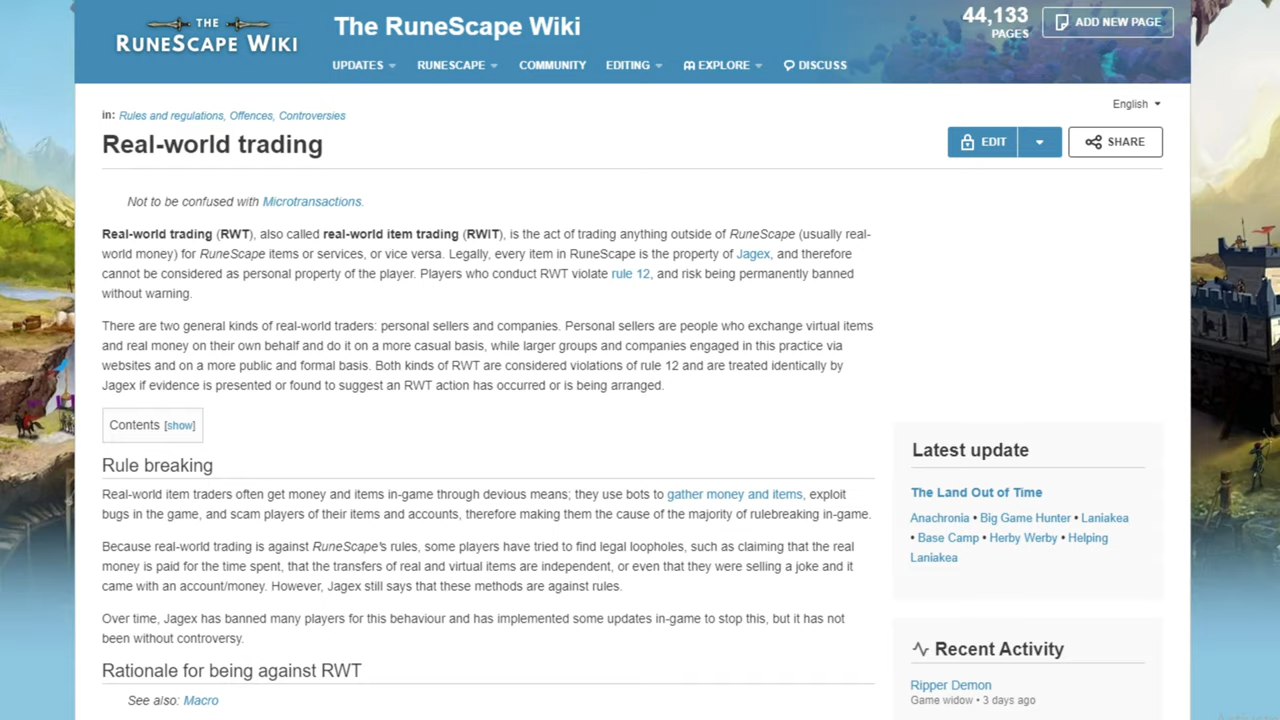 THE
RUNESCAPE WIKI
The RuneScape Wiki
44,133
PAGES
ADD NEW PAGE
UPDATES
RUNESCAPE
COMMUNITY
EDITING
EXPLORE
DISCUSS
in: Rules and regulations, Offences, Controversies
English
Real-world trading
EDIT
SHARE
Not to be confused with Microtransactions.
Real-world trading (RWT), also called real-world item trading (RWIT), is the act of trading anything outside of RuneScape (usually real-
world money) for RuneScape items or services, or vice versa. Legally, every item in RuneScape is the property of Jagex, and therefore
cannot be considered as personal property of the player. Players who conduct RWT violate rule 12, and risk being permanently banned
without warning.
There are two general kinds of real-world traders: personal sellers and companies. Personal sellers are people who exchange virtual items
and real money on their own behalf and do it on a more casual basis, while larger groups and companies engaged in this practice via
websites and on a more public and formal basis. Both kinds of RWT are considered violations of rule 12 and are treated identically by
Jagex if evidence is presented or found to suggest an RWT action has occurred or is being arranged.
Contents [show]
Rule breaking
Real-world item traders often get money and items in-game through devious means; they use bots to gather money and items, exploit
bugs in the game, and scam players of their items and accounts, therefore making them the cause of the majority of rulebreaking in-game.
Because real-world trading is against RuneScape's rules, some players have tried to find legal loopholes, such as claiming that the real
money is paid for the time spent, that the transfers of real and virtual items are independent, or even that they were selling a joke and it
came with an account/money. However, Jagex still says that these methods are against rules.
Over time, Jagex has banned many players for this behaviour and has implemented some updates in-game to stop this, but it has not
been without controversy.
Rationale for being against RWT
See also: Macro
Latest update
The Land Out of Time
Anachronia • Big Game Hunter • Laniakea
• Base Camp • Herby Werby • Helping
Laniakea
Recent Activity
Ripper Demon
Game widow • 3 days ago